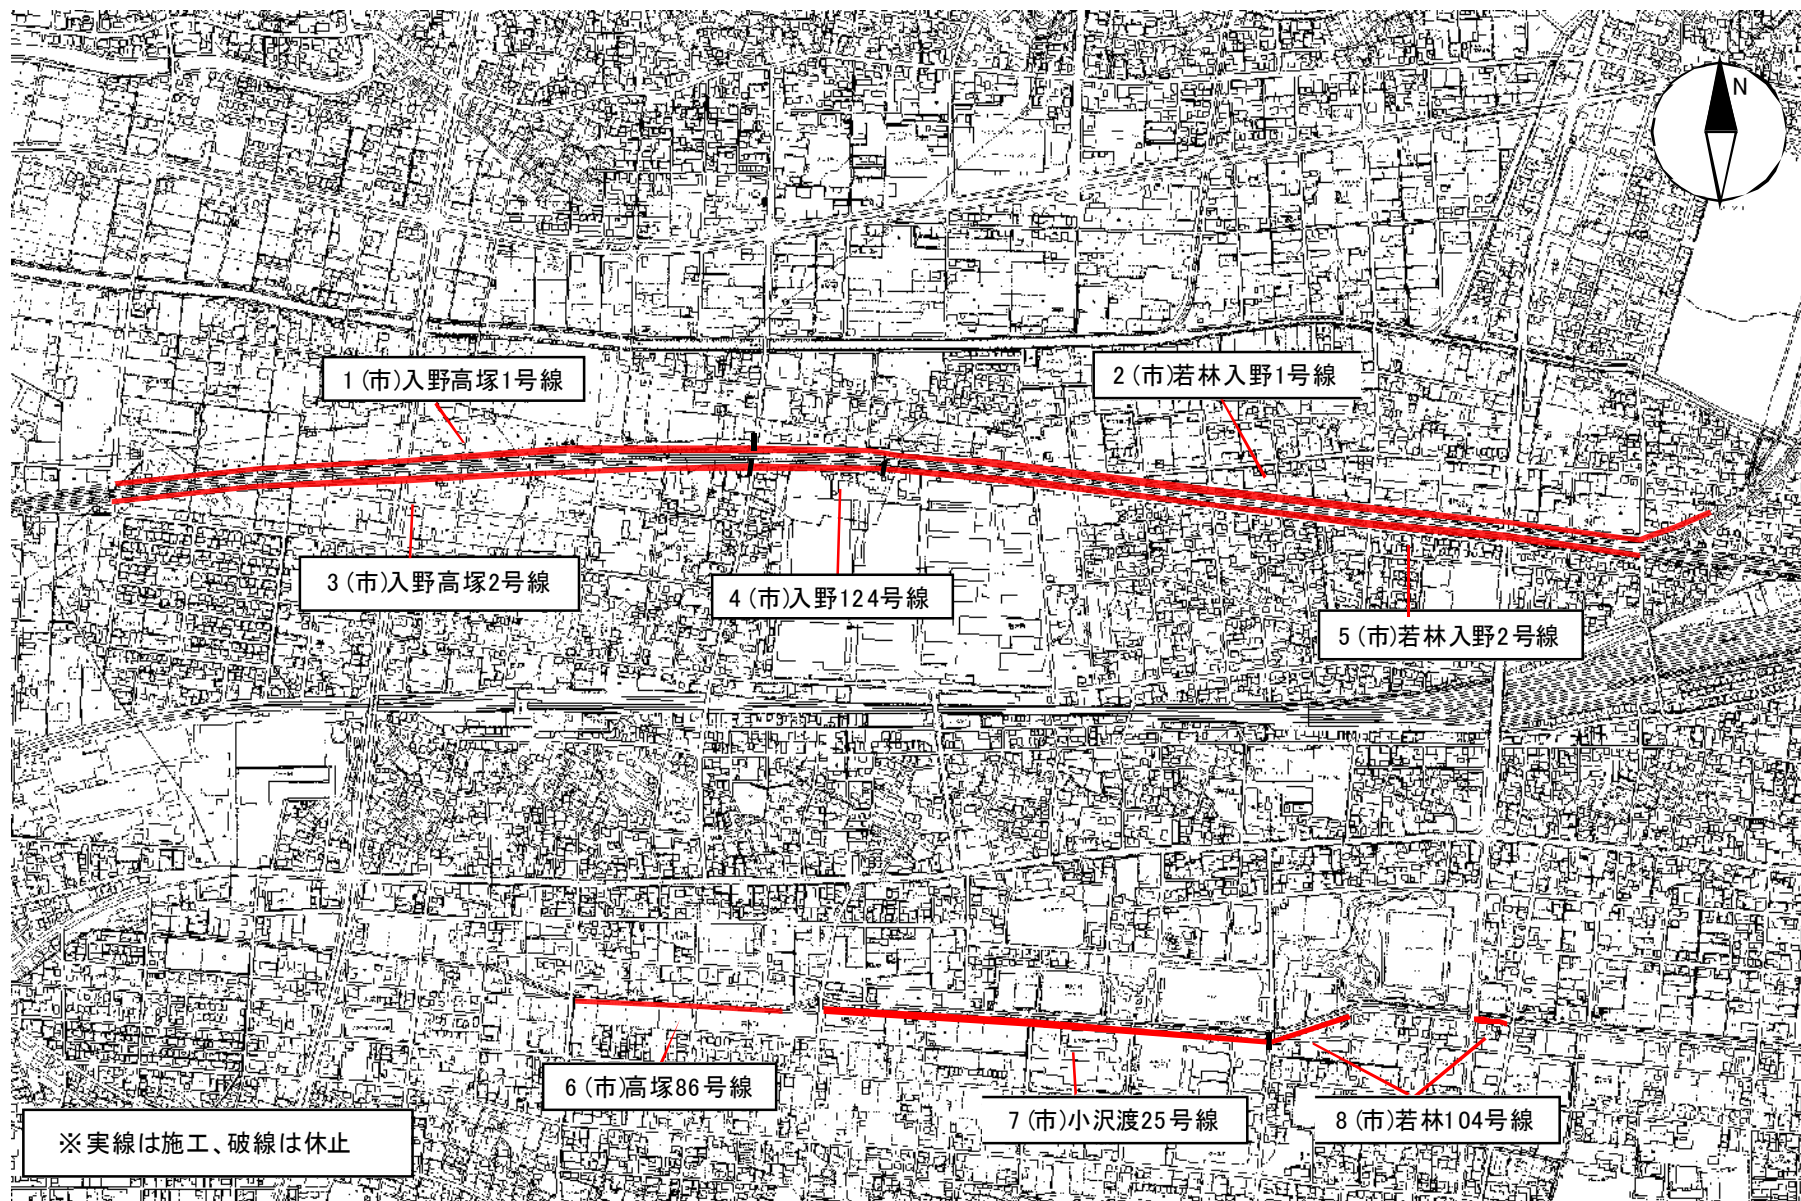 N
1 (市)入野高塚1号線
2 (市)若林入野1号線
3 (市)入野高塚2号線
4 (市)入野124号線
5 (市)若林入野2号線
6 (市)高塚86号線
7 (市)小沢渡25号線
8 (市)若林104号線
※実線は施工、破線は休止